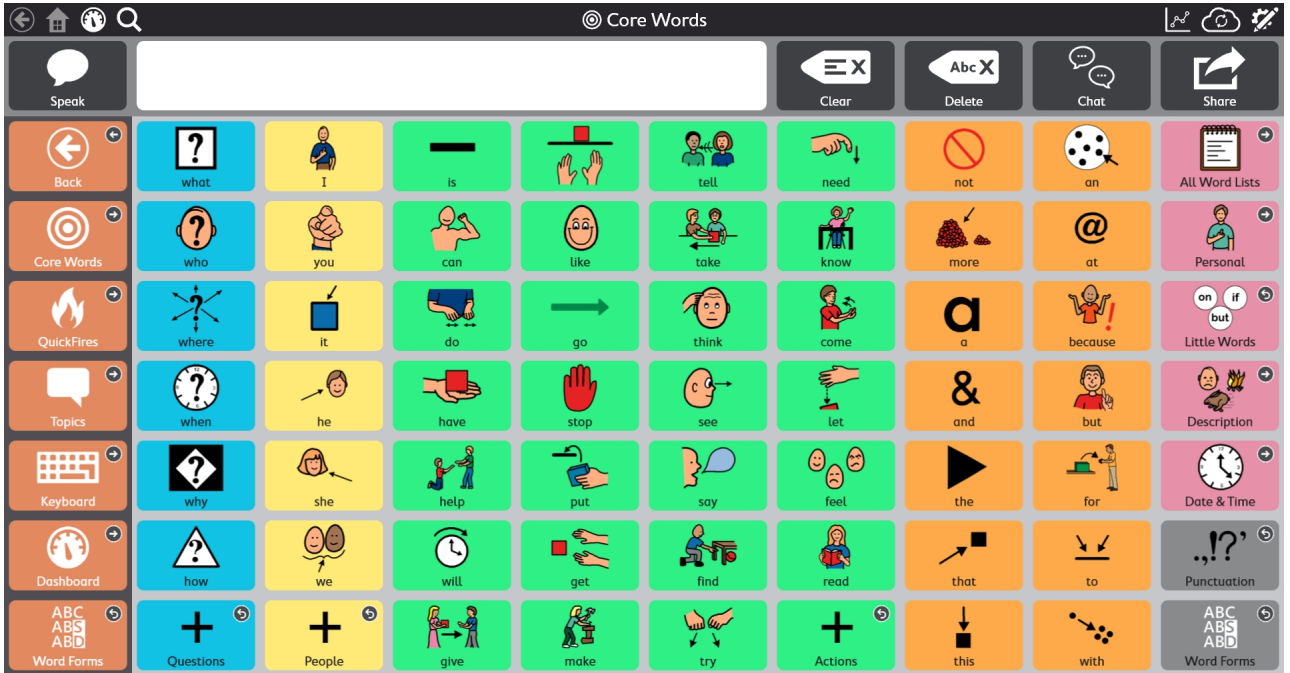 Core Words
Speak
X
Clear
Abc X
Delete
Chat
Share
Back
?
what
I
is
tell
need
not
an
All Word Lists
Core Words
?
who
you
can
like
take
know
more
@
at
Personal
QuickFires
?
where
it
do
go
think
come
a
a
!
because
on if
but
Little Words
Topics
?
when
he
have
stop
see
let
&
and
but
Description
Keyboard
?
why
she
help
put
say
feel
the
for
Date & Time
Dashboard
?
how
we
will
get
find
read
that
to
.,!?’
Punctuation
ABC
ABS
ABD
Word Forms
+
Questions
+
People
give
make
try
+
Actions
this
with
ABC
ABS
ABD
Word Forms